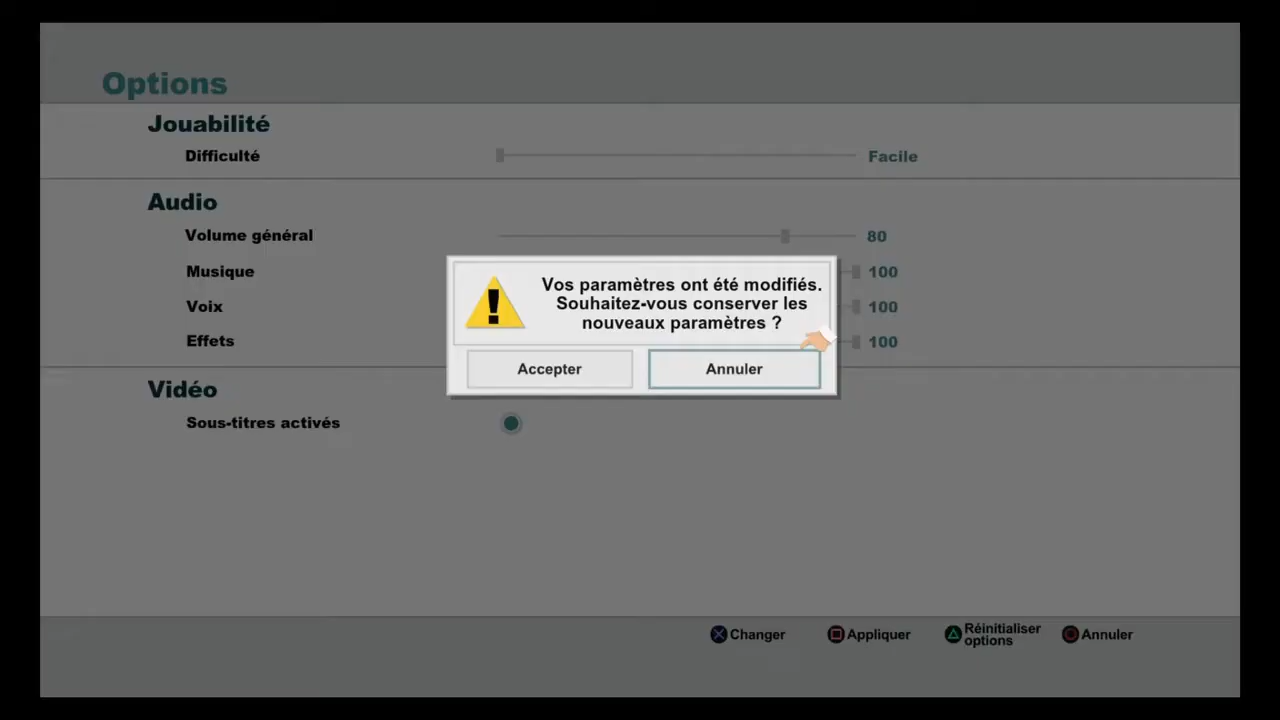 Options
Jouabilité
Difficulté
Facile
Audio
Volume général
80
Musique
100
Voix
100
Effets
100
Vos paramètres ont été modifiés.
Souhaitez-vous conserver les
nouveaux paramètres ?
Accepter
Annuler
Vidéo
Sous-titres activés
Changer
Appliquer
Réinitialiser
options
Annuler